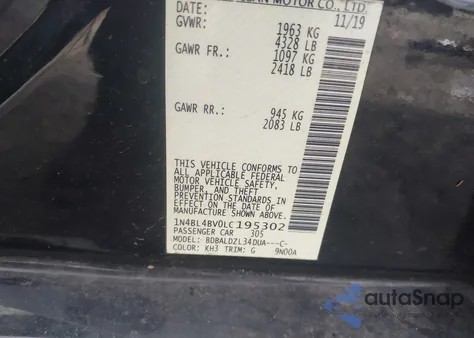 MOTOR CO., LTD
DATE: 11/19
GVWR: 1963 KG
4328 LB
GAWR FR: 1097 KG
2418 LB
GAWR RR.: 945 KG
2083 LB
THIS VEHICLE CONFORMS TO
ALL APPLICABLE FEDERAL
MOTOR VEHICLE SAFETY,
BUMPER, AND THEFT
PREVENTION STANDARDS IN
EFFECT ON THE DATE OF
MANUFACTURE SHOWN ABOVE.
1N4BL4BV0LC195302
PASSENGER CAR 305
MODEL: BDBALDZL34DUA---C-
COLOR: KH3 TRIM: G 9N00A
autoSnap